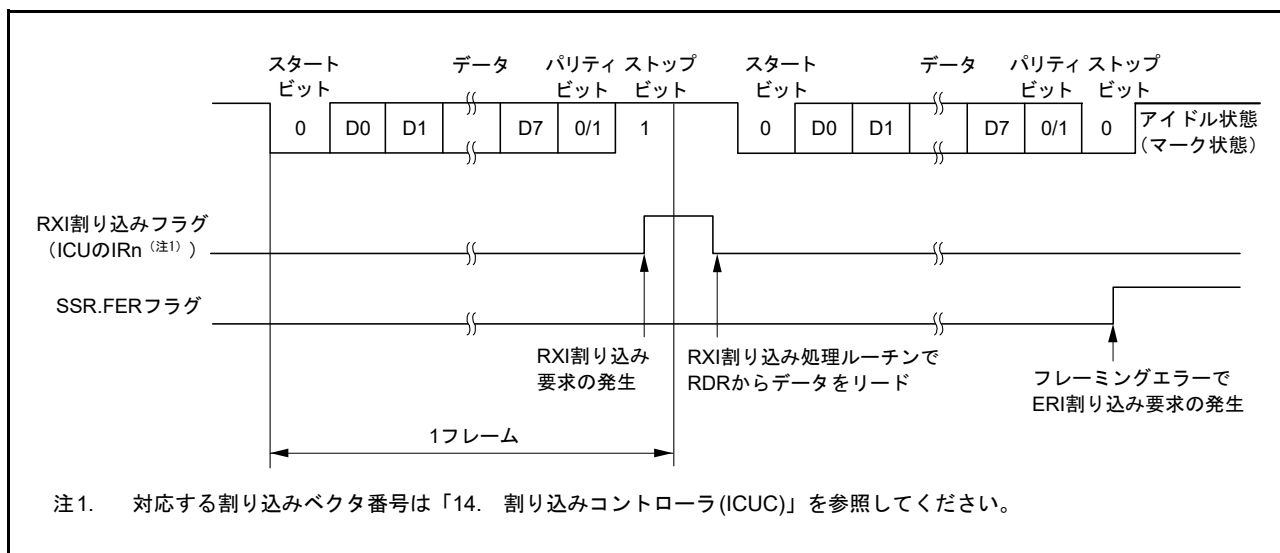 スタート
ビット
データ
パリティ
ビット
ストップ
ビット
スタート
ビット
データ
パリティ
ビット
ストップ
ビット
0 D0 D1 D7 0/1 1 0 D0 D1 D7 0/1 0
アイドル状態
（マーク状態）
RXI割り込みフラグ
（ICUのIRn（注1））
SSR.FERフラグ
RXI割り込み
要求の発生
RXI割り込み処理ルーチンで
RDRからデータをリード
フレーミングエラーで
ERI割り込み要求の発生
1フレーム
注1. 対応する割り込みベクタ番号は「14. 割り込みコントローラ(ICUC)」を参照してください。